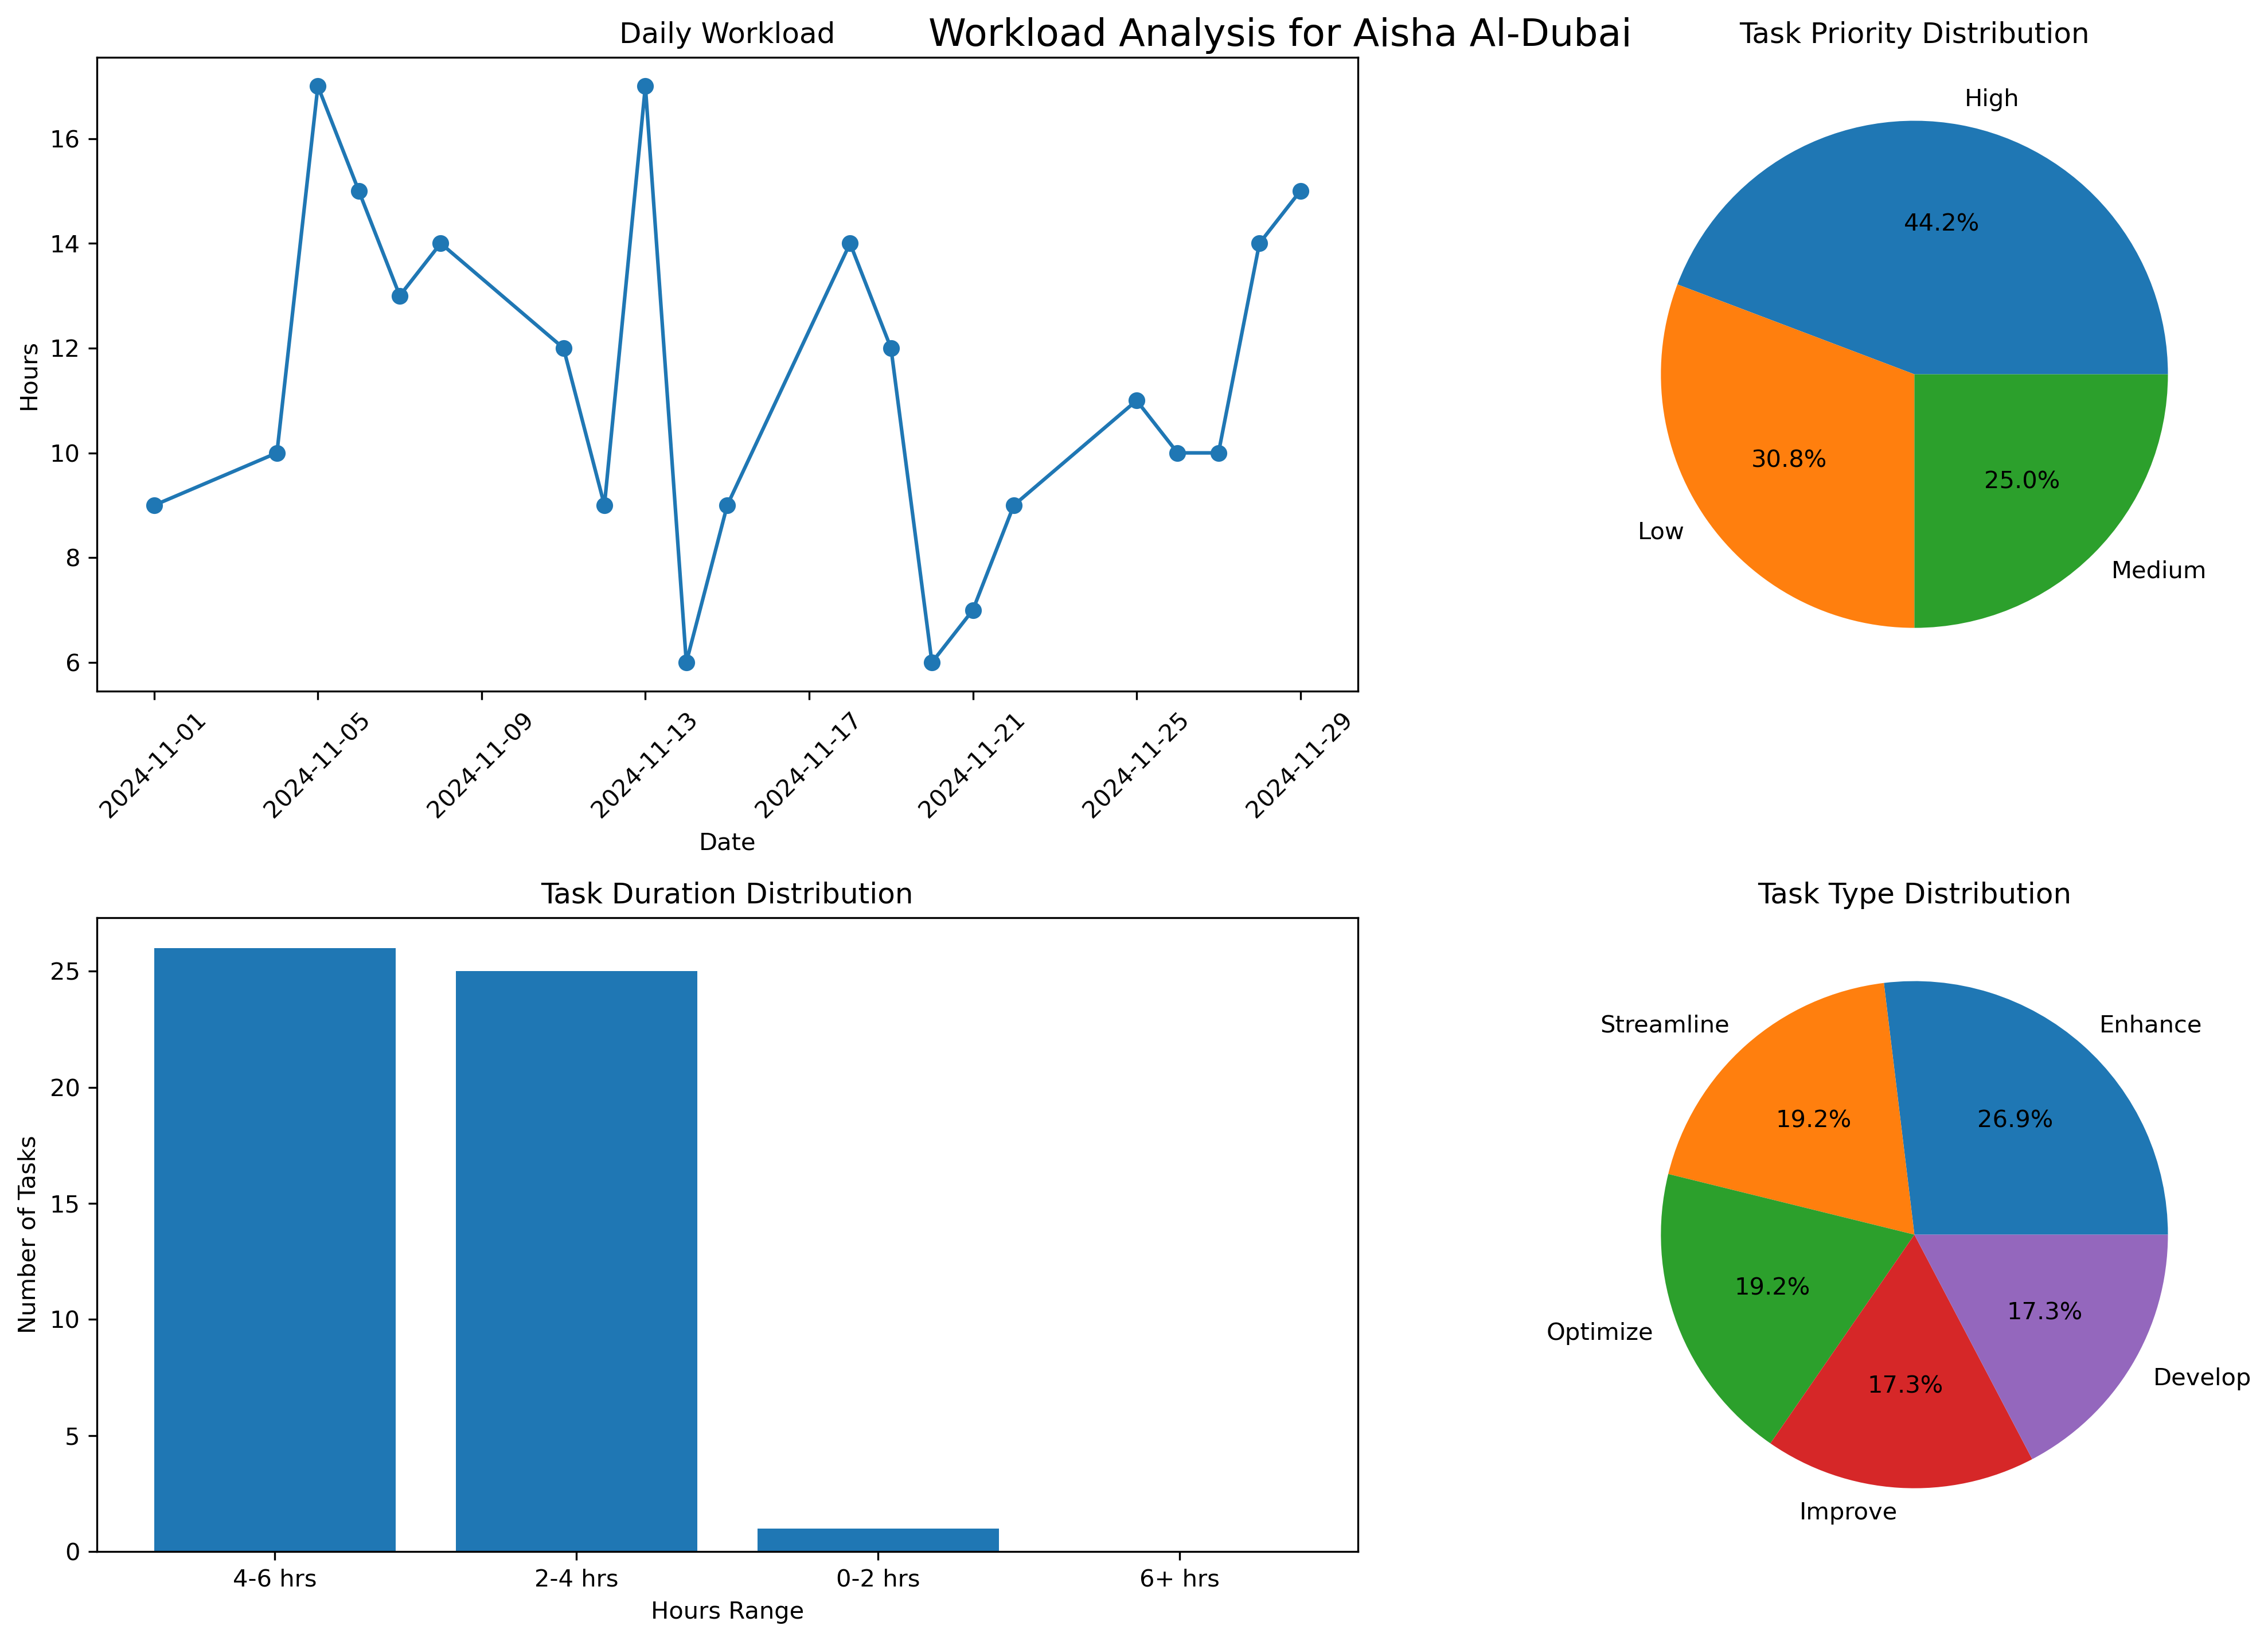 Workload Analysis for Aisha Al-Dubai
Daily Workload
Hours
16
14
12
10
8
6
2024-11-01
2024-11-05
2024-11-09
2024-11-13
2024-11-17
2024-11-21
2024-11-25
2024-11-29
Date
Task Priority Distribution
High
44.2%
30.8%
25.0%
Low
Medium
Task Duration Distribution
Number of Tasks
25
20
15
10
5
0
4-6 hrs
2-4 hrs
0-2 hrs
6+ hrs
Hours Range
Task Type Distribution
Streamline
Enhance
19.2%
26.9%
19.2%
17.3%
Optimize
Develop
17.3%
Improve